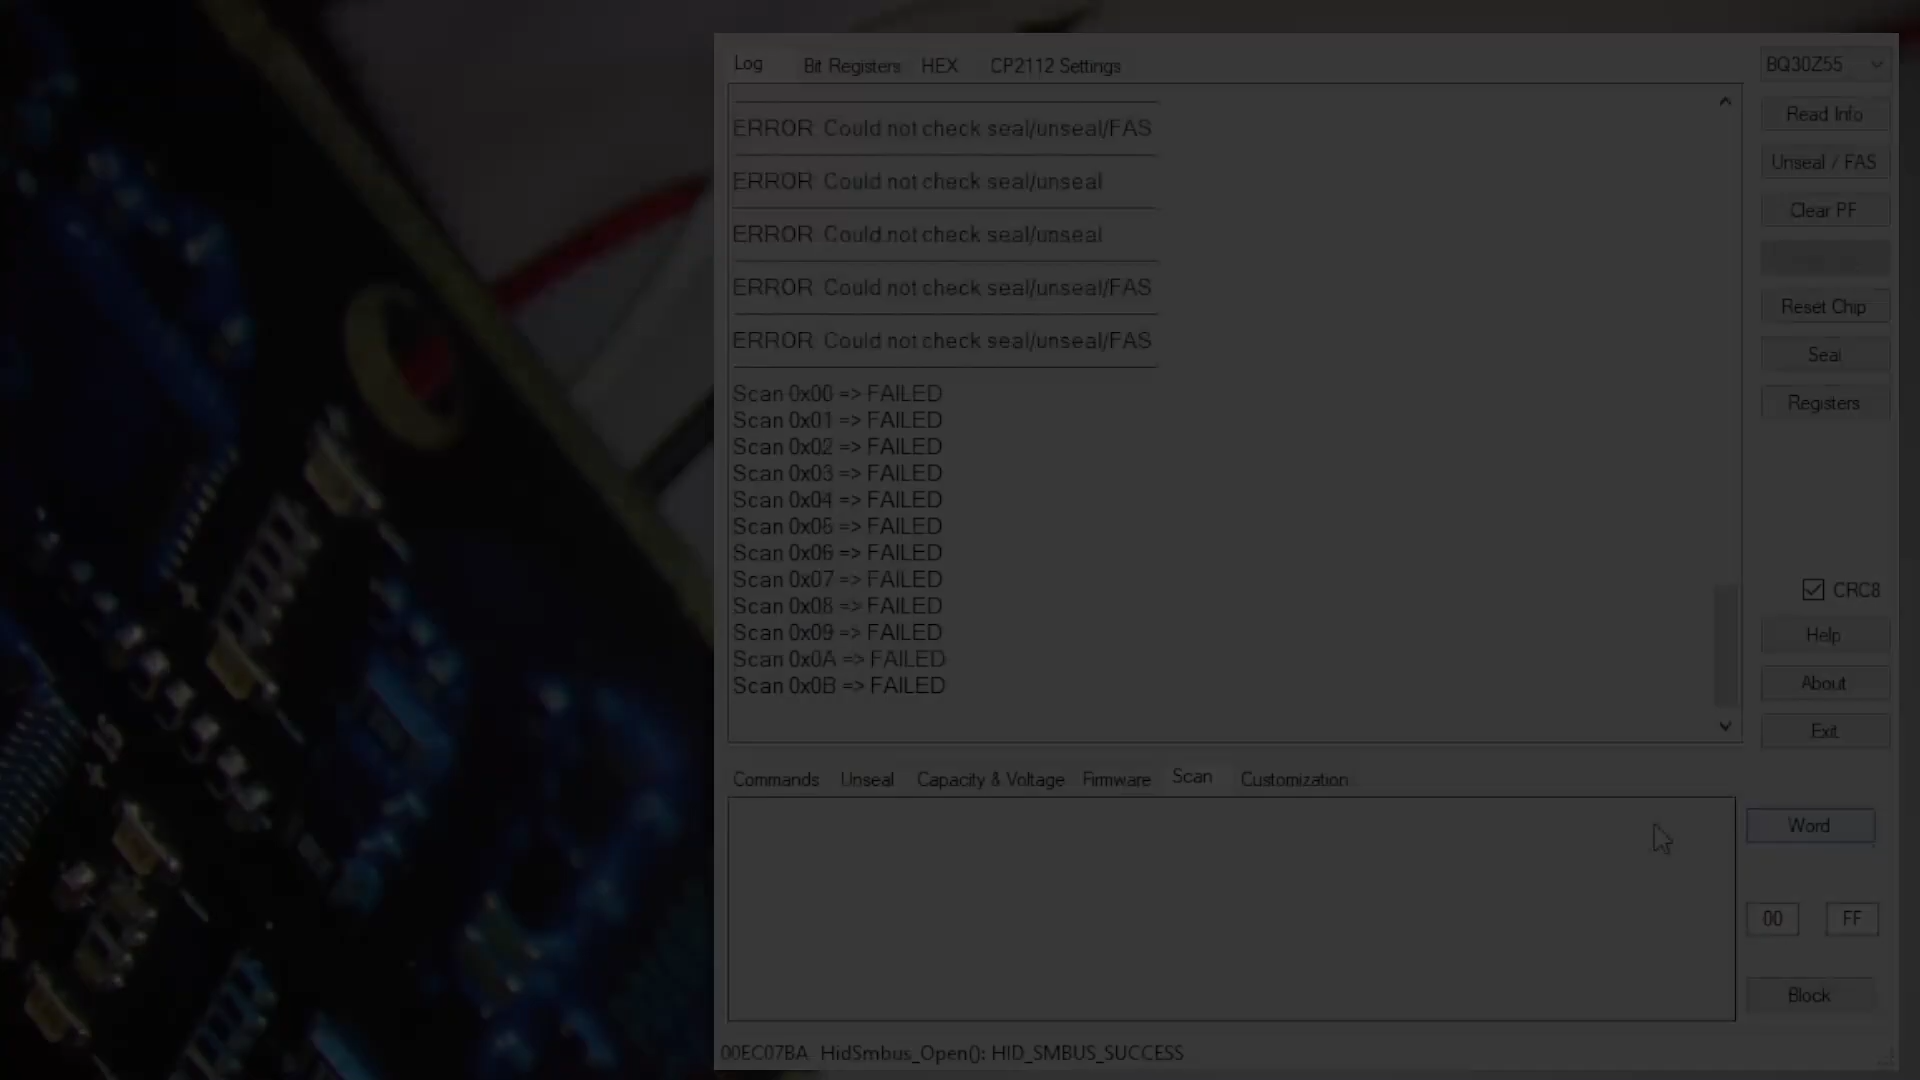 Log Bit Registers HEX CP2112 Settings
BQ30Z55
ERROR Could not check seal/unseal/FAS
ERROR Could not check seal/unseal
ERROR Could not check seal/unseal
ERROR Could not check seal/unseal/FAS
ERROR Could not check seal/unseal/FAS
Scan 0x00 => FAILED
Scan 0x01 => FAILED
Scan 0x02 => FAILED
Scan 0x03 => FAILED
Scan 0x04 => FAILED
Scan 0x05 => FAILED
Scan 0x06 => FAILED
Scan 0x07 => FAILED
Scan 0x08 => FAILED
Scan 0x09 => FAILED
Scan 0x0A => FAILED
Scan 0x0B => FAILED
Read Info
Unseal / FAS
Clear PF
Reset Chip
Seal
Registers
CRC8
Help
About
Exit
Commands Unseal Capacity & Voltage Firmware Scan Customization
Word
00 FF
Block
00EC07BA HidSmbus_Open(): HID_SMBUS_SUCCESS